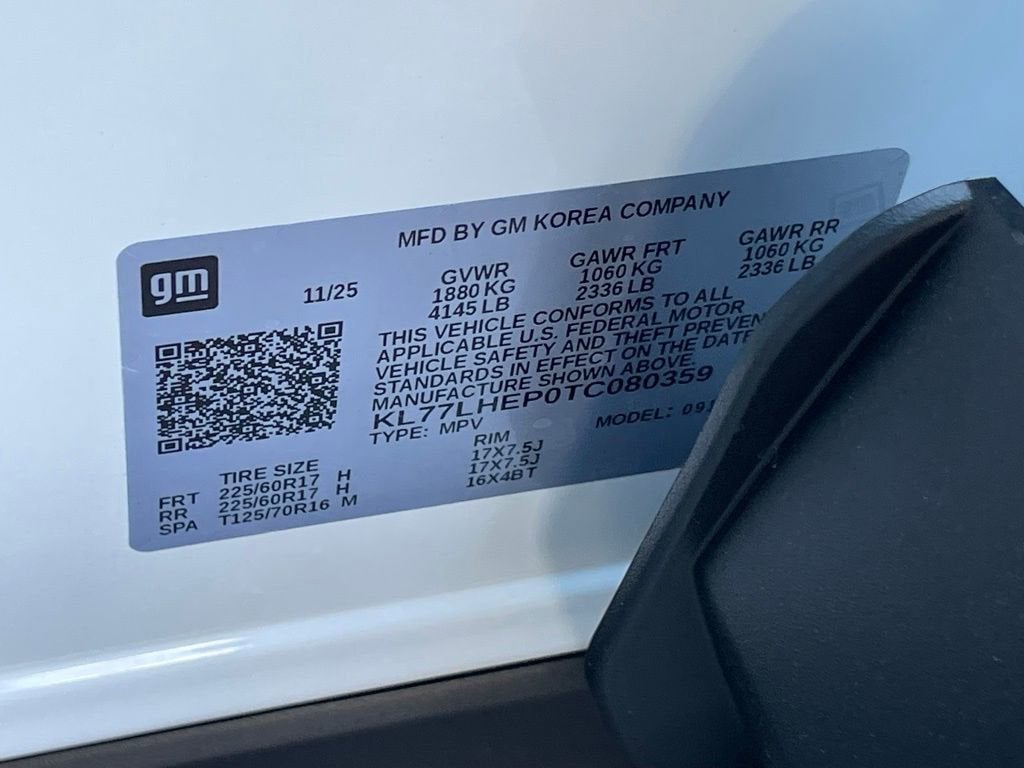 MFD BY GM KOREA COMPANY
gm
11/25
GVWR GAWR FRT GAWR RR
1880 KG 1060 KG 1060 KG
4145 LB 2336 LB 2336 LB
THIS VEHICLE CONFORMS TO ALL
APPLICABLE U.S. FEDERAL MOTOR
VEHICLE SAFETY AND THEFT PREVEN
STANDARDS IN EFFECT ON THE DATE
MANUFACTURE SHOWN ABOVE.
KL77LHEP0TC080359
TYPE: MPV MODEL: 091
TIRE SIZE RIM
FRT 225/60R17 H 17X7.5J
RR 225/60R17 H 17X7.5J
SPA T125/70R16 M 16X4BT